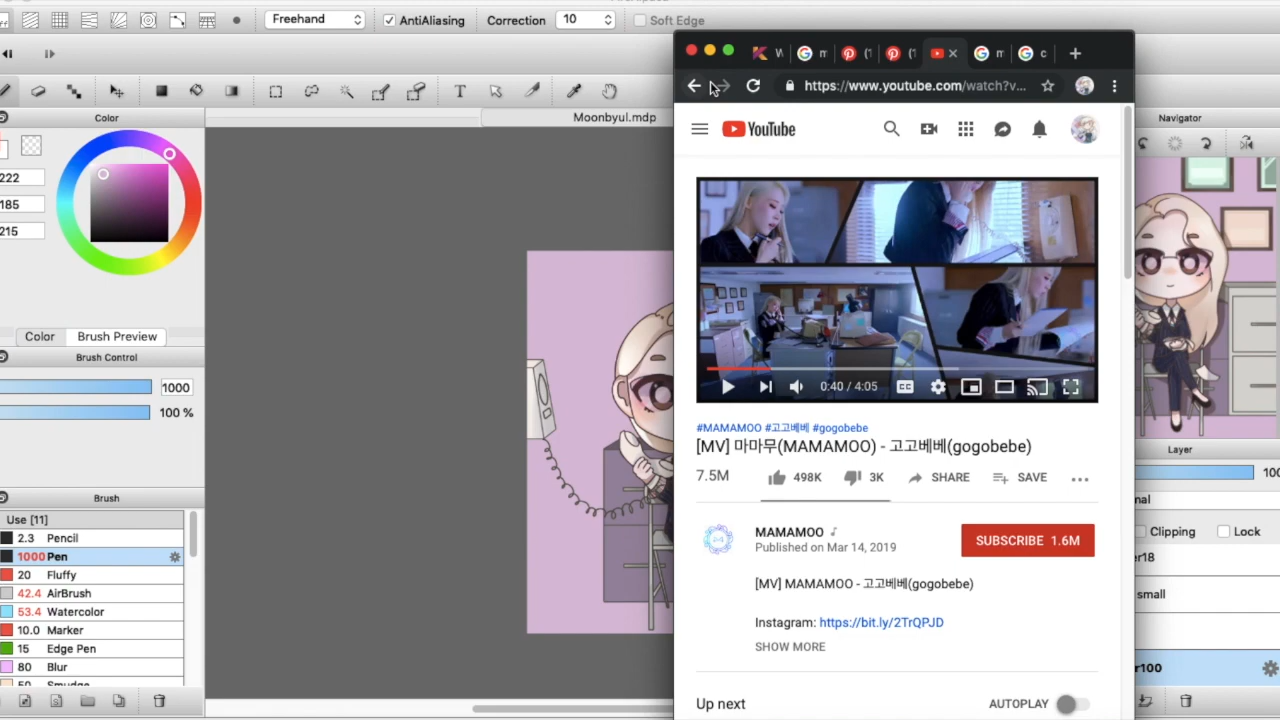 Freehand
AntiAliasing
Correction
10
Soft Edge
https://www.youtube.com/watch?v...
Color
Moonbyul.mdp
YouTube
Navigator
222
185
215
Color
Brush Preview
Brush Control
1000
100 %
0:40 / 4:05
#MAMAMOO #고고베베 #gogobebe
[MV] 마마무(MAMAMOO) - 고고베베(gogobebe)
7.5M
498K
3K
SHARE
SAVE
MAMAMOO
Published on Mar 14, 2019
SUBSCRIBE 1.6M
[MV] MAMAMOO - 고고베베(gogobebe)
Instagram: https://bit.ly/2TrQPJD
SHOW MORE
Up next
AUTOPLAY
Layer
Clipping
Lock
er18
small
r100
Brush
Use [11]
2.3 Pencil
1000 Pen
20 Fluffy
42.4 AirBrush
53.4 Watercolor
10.0 Marker
15 Edge Pen
80 Blur
50 Smudge